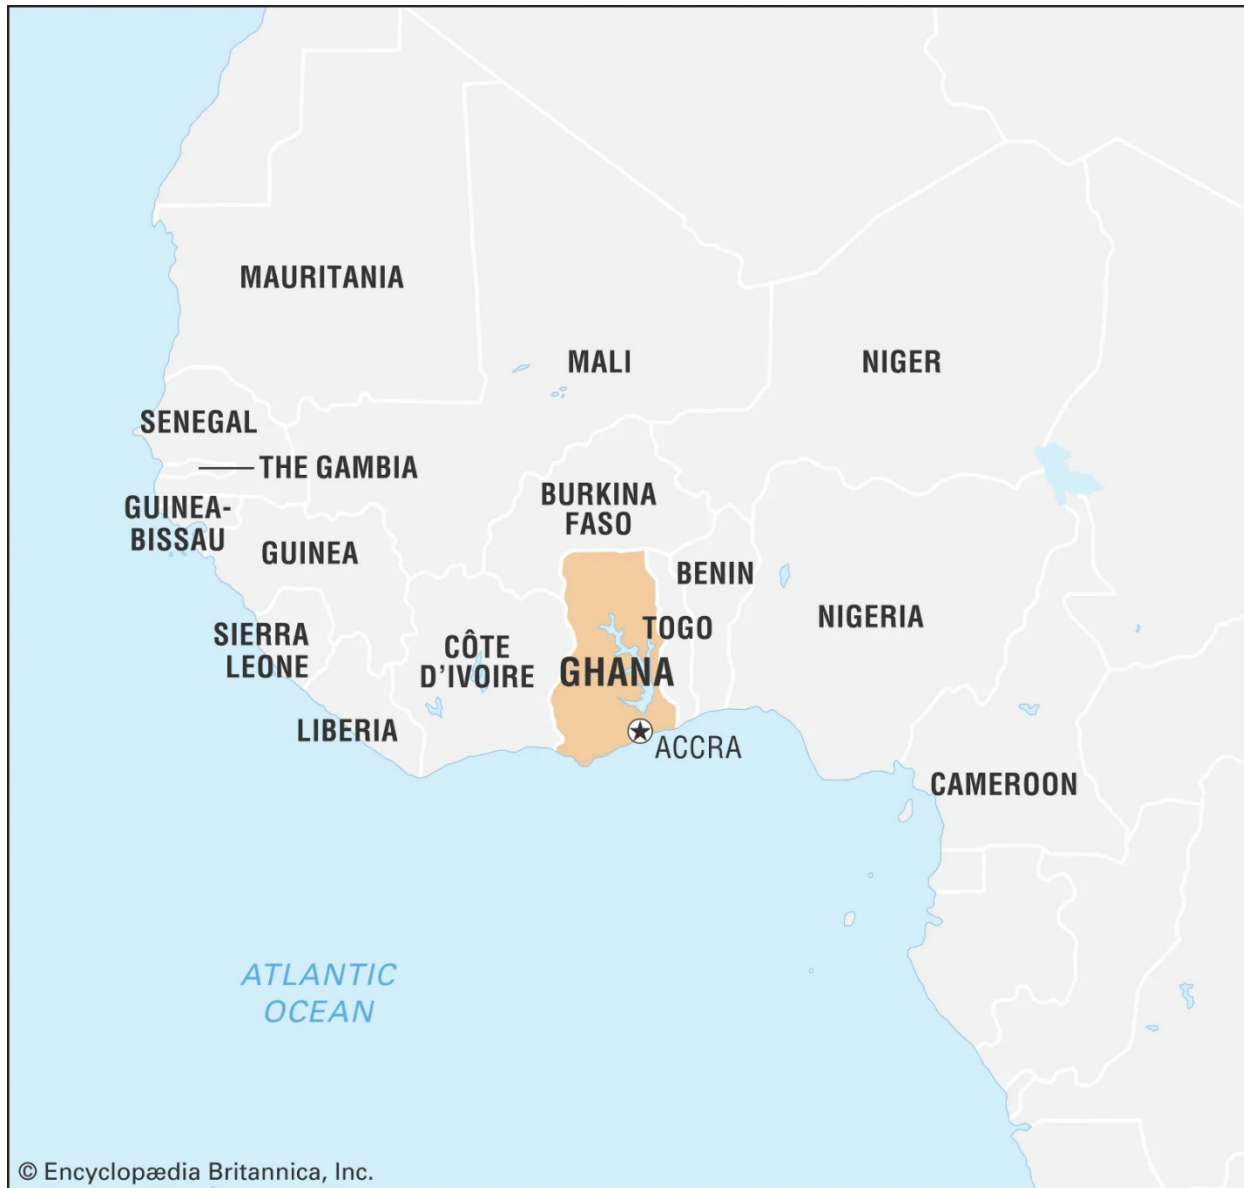 MAURITANIA
MALI
NIGER
SENEGAL
THE GAMBIA
GUINEA-
BISSAU
GUINEA
BURKINA
FASO
BENIN
NIGERIA
TOGO
SIERRA
LEONE
CÔTE
D'IVOIRE
GHANA
LIBERIA
ACCRA
CAMEROON
ATLANTIC
OCEAN
© Encyclopædia Britannica, Inc.